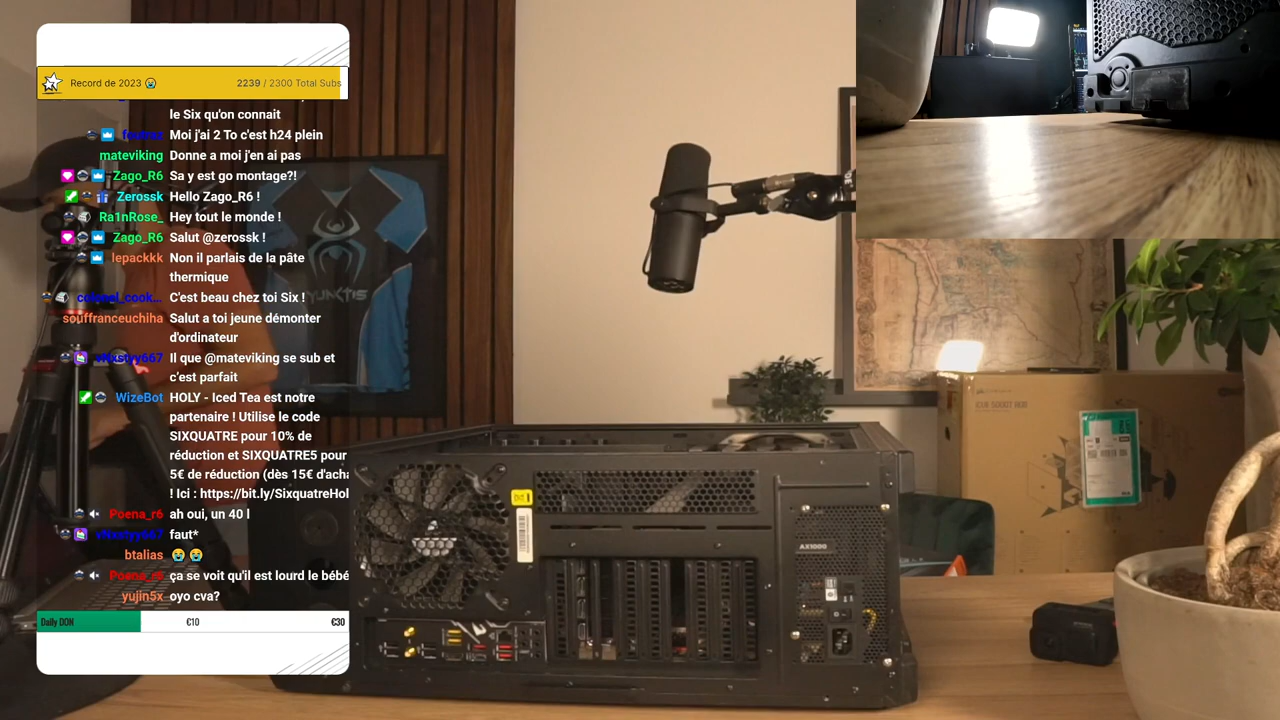 Record de 2023 😭
2239 / 2300 Total Subs
le Six qu'on connait
Moi j'ai 2 To c'est h24 plein
mateviking Donne a moi j'en ai pas
Zago_R6 Sa y est go montage?!
Zerossk Hello Zago_R6 !
Ra1nRose_ Hey tout le monde !
Zago_R6 Salut @zerossk !
lepackkk Non il parlais de la pâte
thermique
colonel_cook... C'est beau chez toi Six !
souffranceuchiha Salut a toi jeune démonter
d'ordinateur
vNxstyy667 Il que @mateviking se sub et
c'est parfait
WizeBot HOLY - Iced Tea est notre
partenaire ! Utilise le code
SIXQUATRE pour 10% de
réduction et SIXQUATRE5 pour
5€ de réduction (dès 15€ d'acha
! Ici : https://bit.ly/SixquatreHol
Poena_r6 ah oui, un 40 l
vNxstyy667 faut*
btalias 😭 😭
Poena_r6 ça se voit qu'il est lourd le bébé
yujin5x oyo cva?
Daily DON €10 €30
AX1000